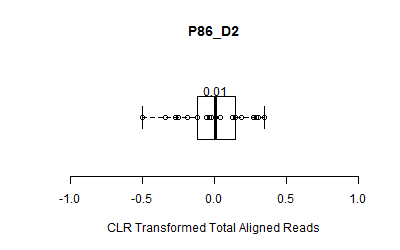 P86_D2
0.01
-1.0 -0.5 0.0 0.5 1.0
CLR Transformed Total Aligned Reads